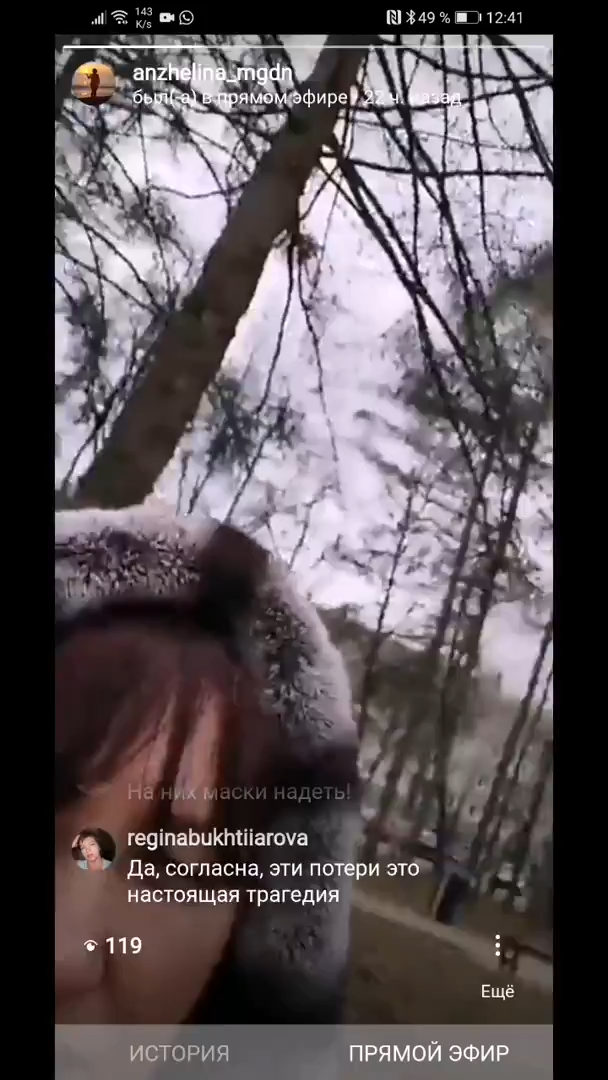 143
K/s
49 %
12:41
anzhelina_mgdn
был(-а) в прямом эфире · 22 ч. назад
На них маски надеть!
reginabukhtiiarova
Да, согласна, эти потери это
настоящая трагедия
119
Ещё
ИСТОРИЯ
ПРЯМОЙ ЭФИР